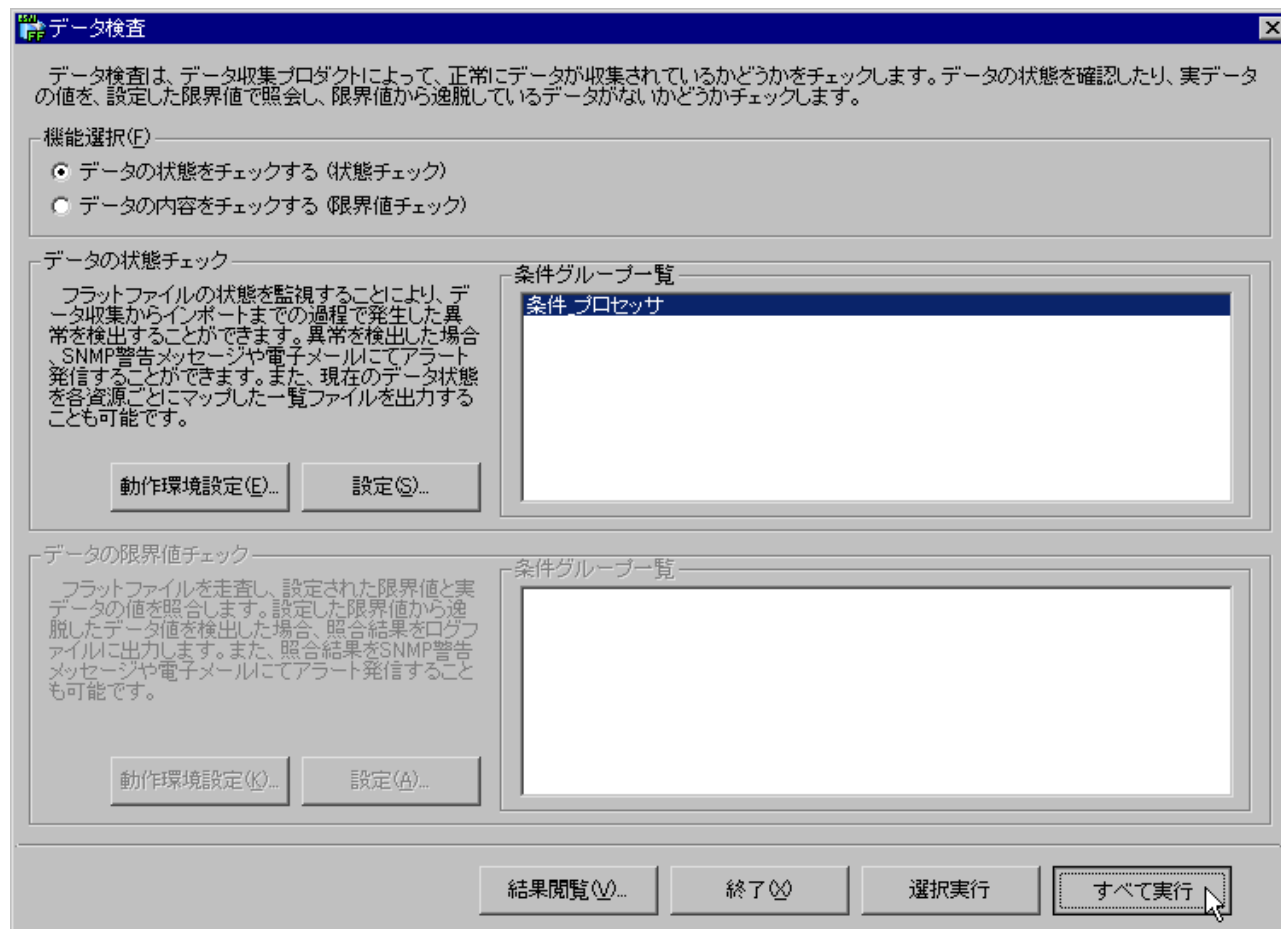 データ検査
データ検査は、データ収集プロダクトによって、正常にデータが収集されているかどうかをチェックします。データの状態を確認したり、実データ
の値を、設定した限界値で照会し、限界値から逸脱しているデータがないかどうかチェックします。
機能選択(F)
データの状態をチェックする (状態チェック)
データの内容をチェックする (限界値チェック)
データの状態チェック
フラットファイルの状態を監視することにより、デ
ータ収集からインポートまでの過程で発生した異
常を検出することができます。異常を検出した場合
、SNMP警告メッセージや電子メールにてアラート
発信することができます。また、現在のデータ状態
を各資源ごとにマップした一覧ファイルを出力する
ことも可能です。
動作環境設定(E)...
設定(S)...
条件グループ一覧
条件_プロセッサ
データの限界値チェック
フラットファイルを走査し、設定された限界値と実
データの値を照合します。設定した限界値から逸
脱したデータ値を検出した場合、照合結果をログフ
ァイルに出力します。また、照合結果をSNMP警告
メッセージや電子メールにてアラート発信すること
も可能です。
動作環境設定(K)...
設定(A)...
条件グループ一覧
結果閲覧(V)...
終了(X)
選択実行
すべて実行